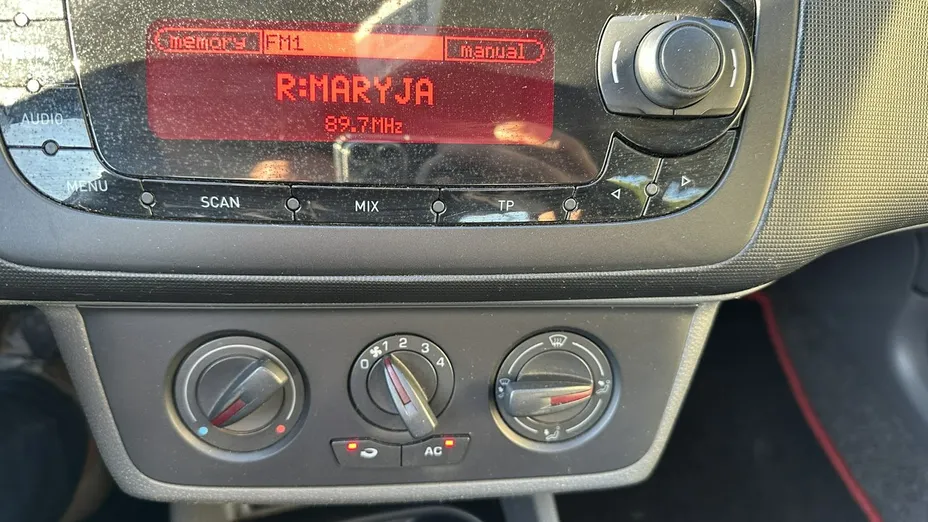 memory FM1 manual
R:MARYJA
89.7MHz
AUDIO
MENU
SCAN MIX TP
0 1 2 3 4
AC